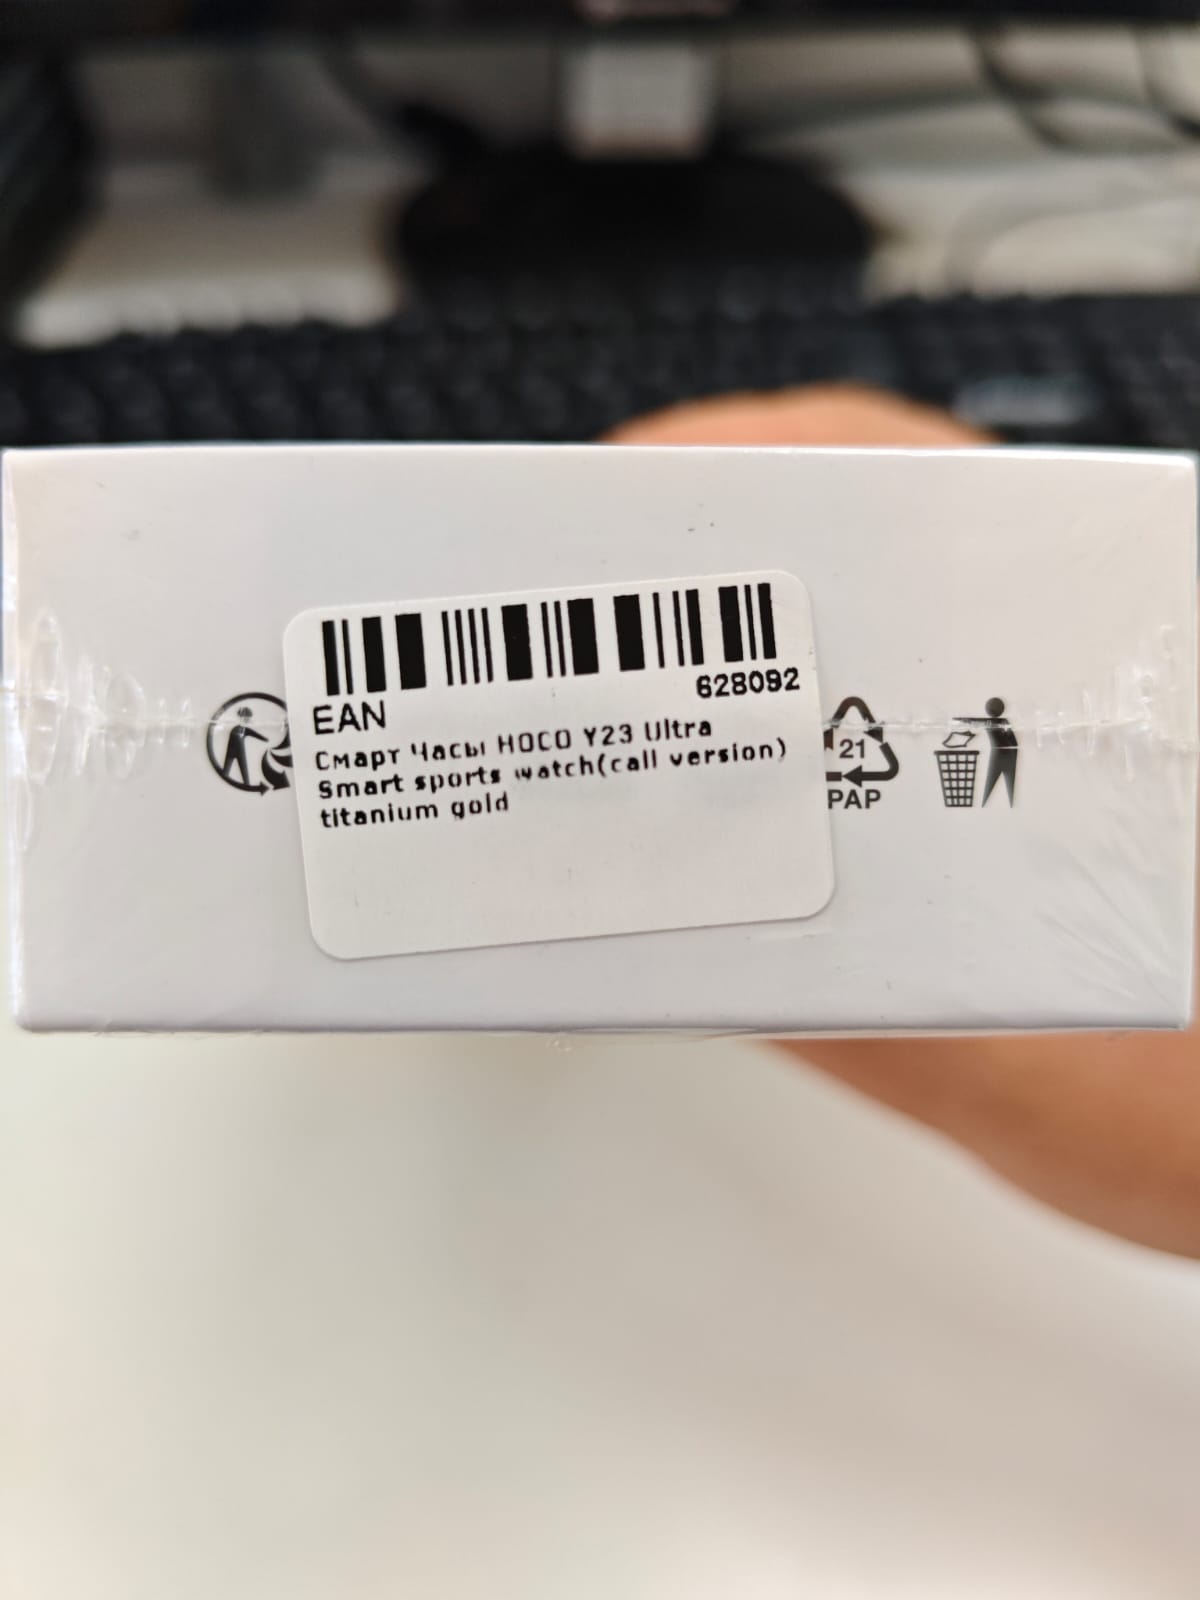 628092
EAN
Смарт Часы HOCO Y23 Ultra
Smart sports watch(call version)
titanium gold
21
PAP